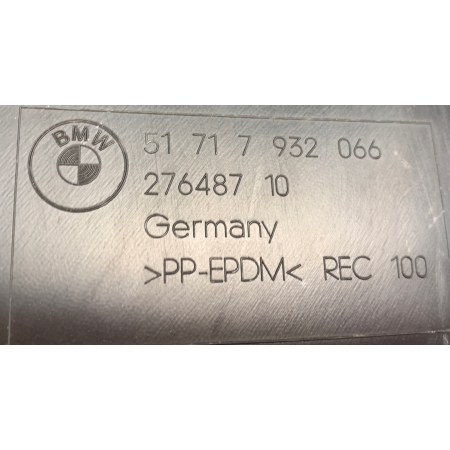 BMW
51 71 7 932 066
276487 10
Germany
>PP-EPDM< REC 100